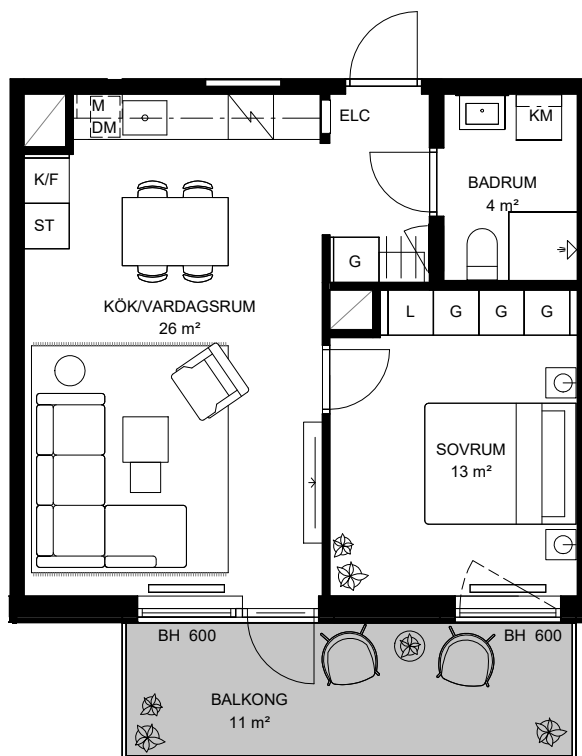 M
DM
ELC
KM
K/F
ST
BADRUM
4 m²
G
KÖK/VARDAGSRUM
26 m²
L
G
G
G
SOVRUM
13 m²
BH 600
BH 600
BALKONG
11 m²